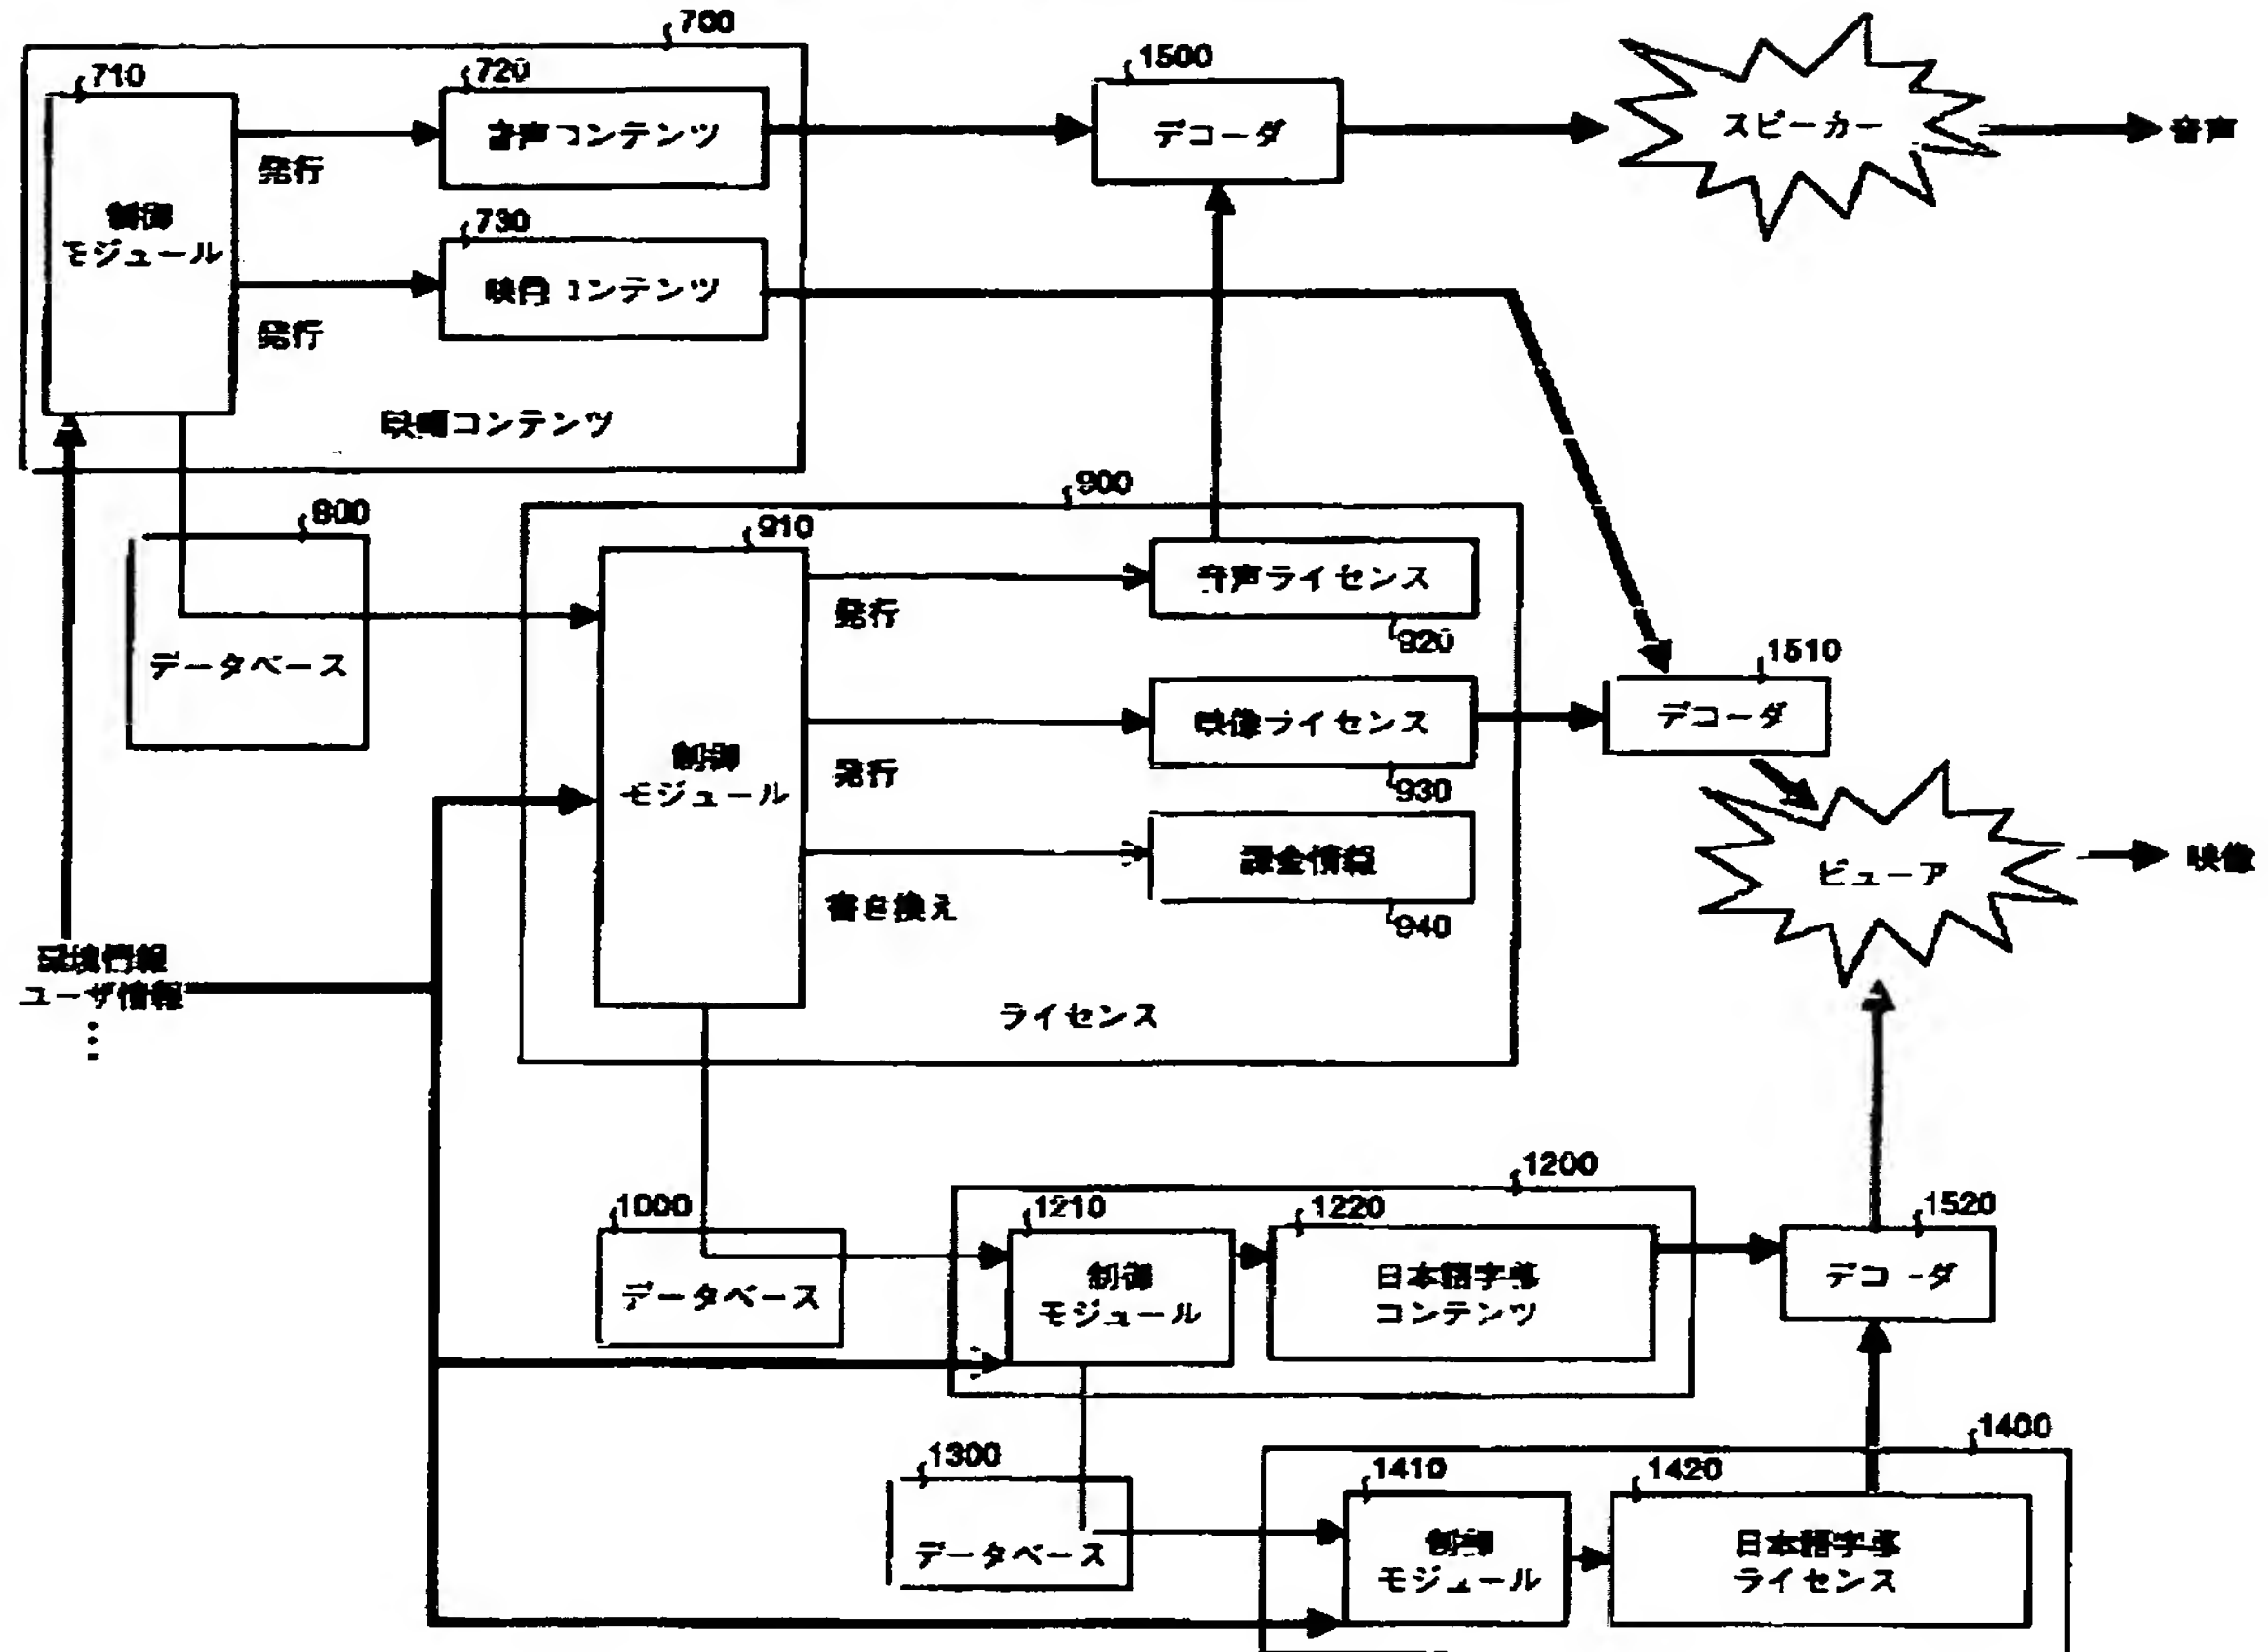 700
710
720
音声コンテンツ
発行
制御
モジュール
730
映像コンテンツ
発行
映画コンテンツ
1500
デコーダ
スピーカー
音声
800
データベース
900
910
制御
モジュール
発行
音声ライセンス
920
発行
映像ライセンス
930
書き換え
課金情報
940
ライセンス
1510
デコーダ
ビューア
映像
環境情報
ユーザ情報
⋮
1000
データベース
1200
1210
制御
モジュール
1220
日本語字幕
コンテンツ
1520
デコーダ
1300
データベース
1400
1410
制御
モジュール
1420
日本語字幕
ライセンス